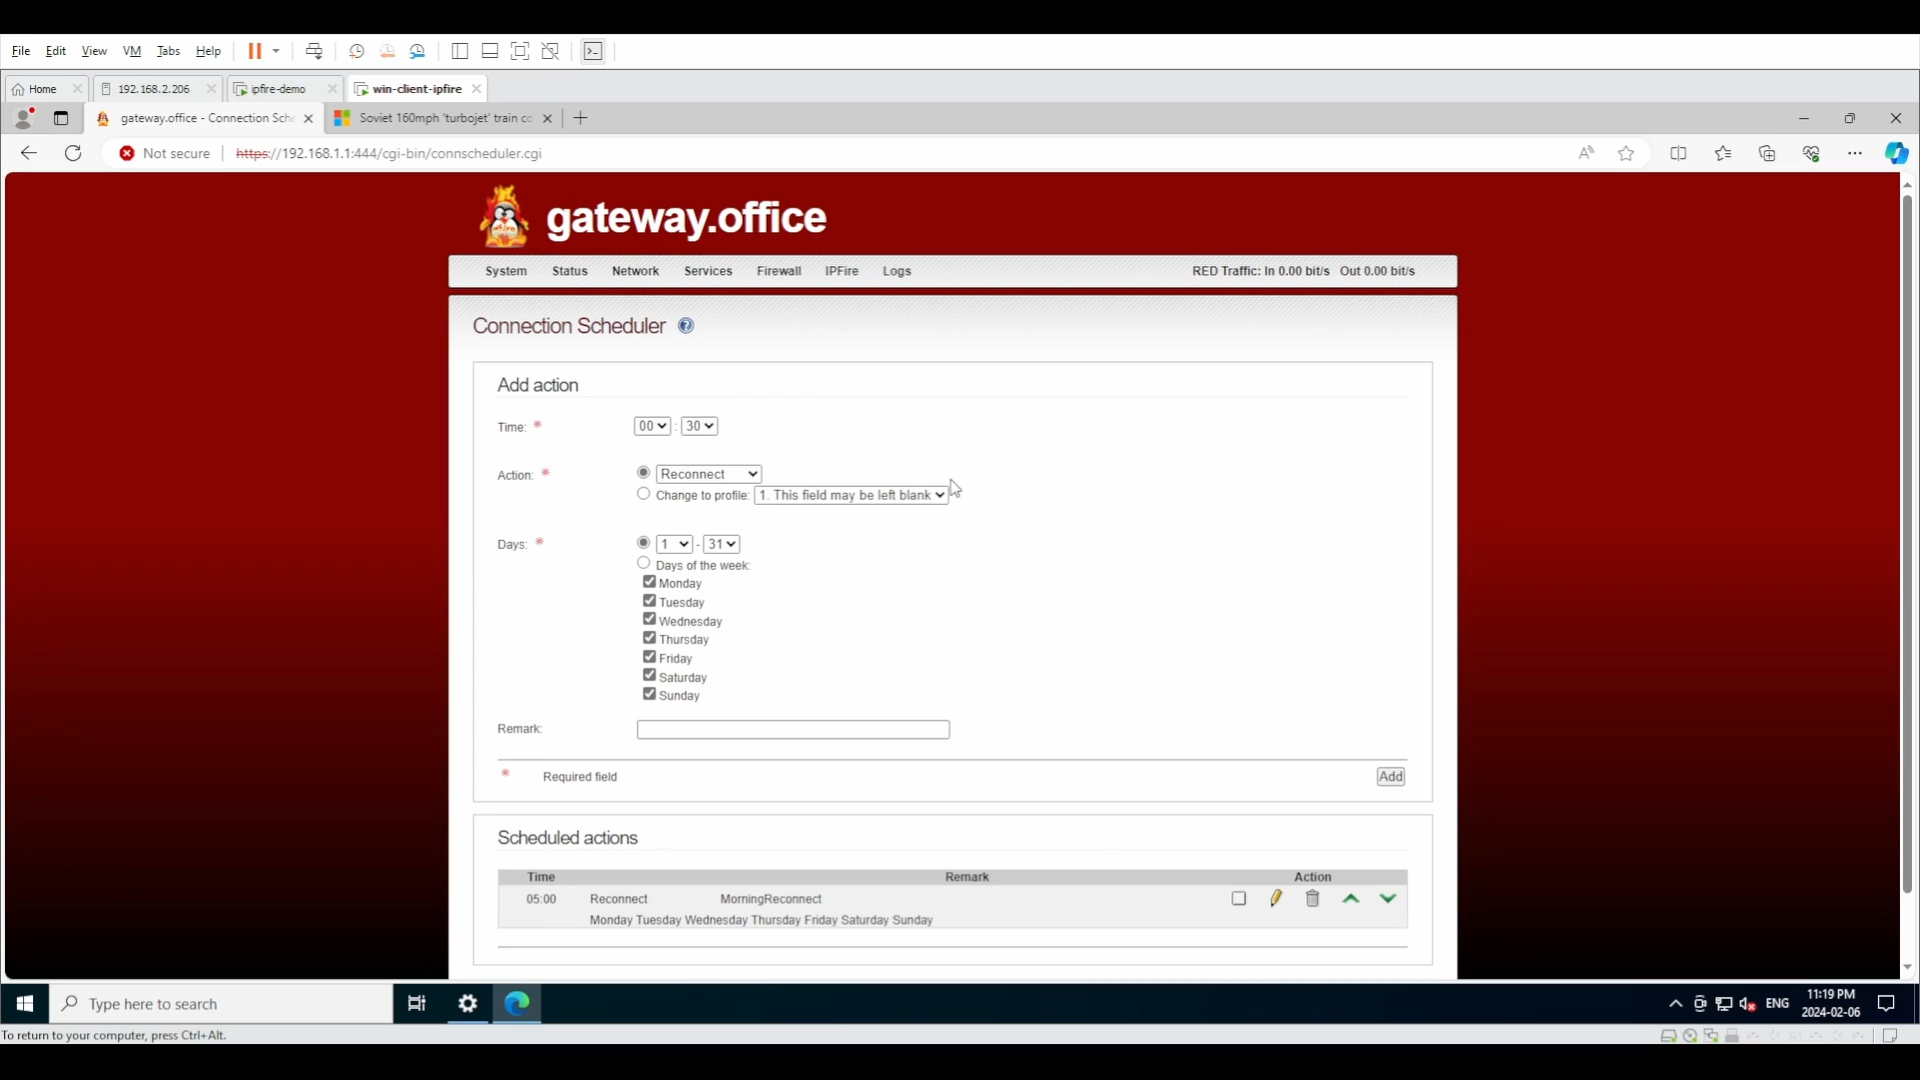 File Edit View VM Tabs Help
Home 192.168.2.206 ipfire-demo win-client-ipfire
gateway.office - Connection Sche Soviet 160mph 'turbojet' train co
Not secure https://192.168.1.1:444/cgi-bin/connscheduler.cgi
gateway.office
System Status Network Services Firewall IPFire Logs RED Traffic: In 0.00 bit/s Out 0.00 bit/s
Connection Scheduler
Add action
Time: * 00 : 30
Action: * Reconnect
Change to profile: 1. This field may be left blank
Days: * 1 - 31
Days of the week:
Monday
Tuesday
Wednesday
Thursday
Friday
Saturday
Sunday
Remark:
* Required field Add
Scheduled actions
Time Remark Action
05:00 Reconnect MorningReconnect
Monday Tuesday Wednesday Thursday Friday Saturday Sunday
Type here to search ENG 11:19 PM
2024-02-06
To return to your computer, press Ctrl+Alt.